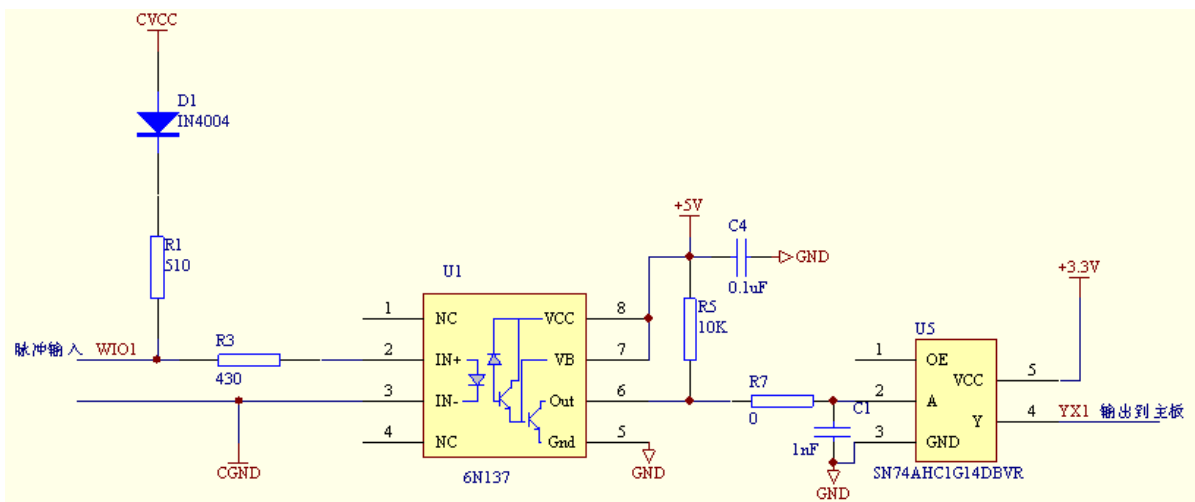 CVCC
D1
IN4004
R1
510
脉冲输入 WIO1
R3
430
CGND
U1
1 NC VCC 8
2 IN+ VB 7
3 IN- Out 6
4 NC Gnd 5
6N137
GND
+5V
C4
0.1uF
GND
R5
10K
R7
0
C1
1nF
GND
+3.3V
U5
1 OE
VCC 5
2 A
Y 4
3 GND
SN74AHC1G14DBVR
YX1 输出到主板